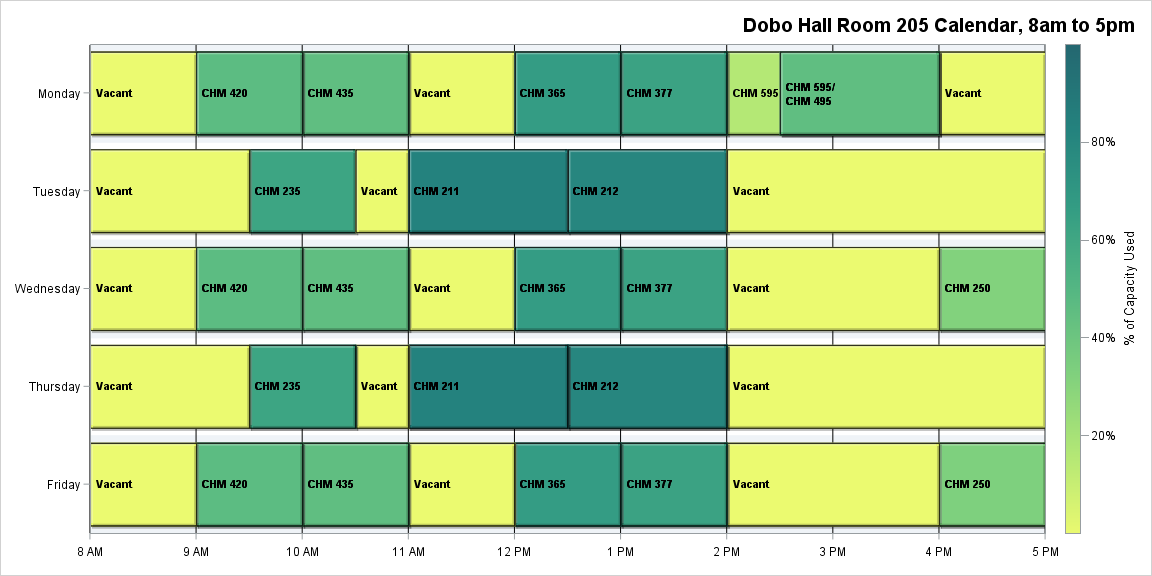 Dobo Hall Room 205 Calendar, 8am to 5pm
Monday
Vacant
CHM 420
CHM 435
Vacant
CHM 365
CHM 377
CHM 595
CHM 595/
CHM 495
Vacant
Tuesday
Vacant
CHM 235
Vacant
CHM 211
CHM 212
Vacant
Wednesday
Vacant
CHM 420
CHM 435
Vacant
CHM 365
CHM 377
Vacant
CHM 250
Thursday
Vacant
CHM 235
Vacant
CHM 211
CHM 212
Vacant
Friday
Vacant
CHM 420
CHM 435
Vacant
CHM 365
CHM 377
Vacant
CHM 250
8 AM
9 AM
10 AM
11 AM
12 PM
1 PM
2 PM
3 PM
4 PM
5 PM
80%
60%
40%
20%
% of Capacity Used